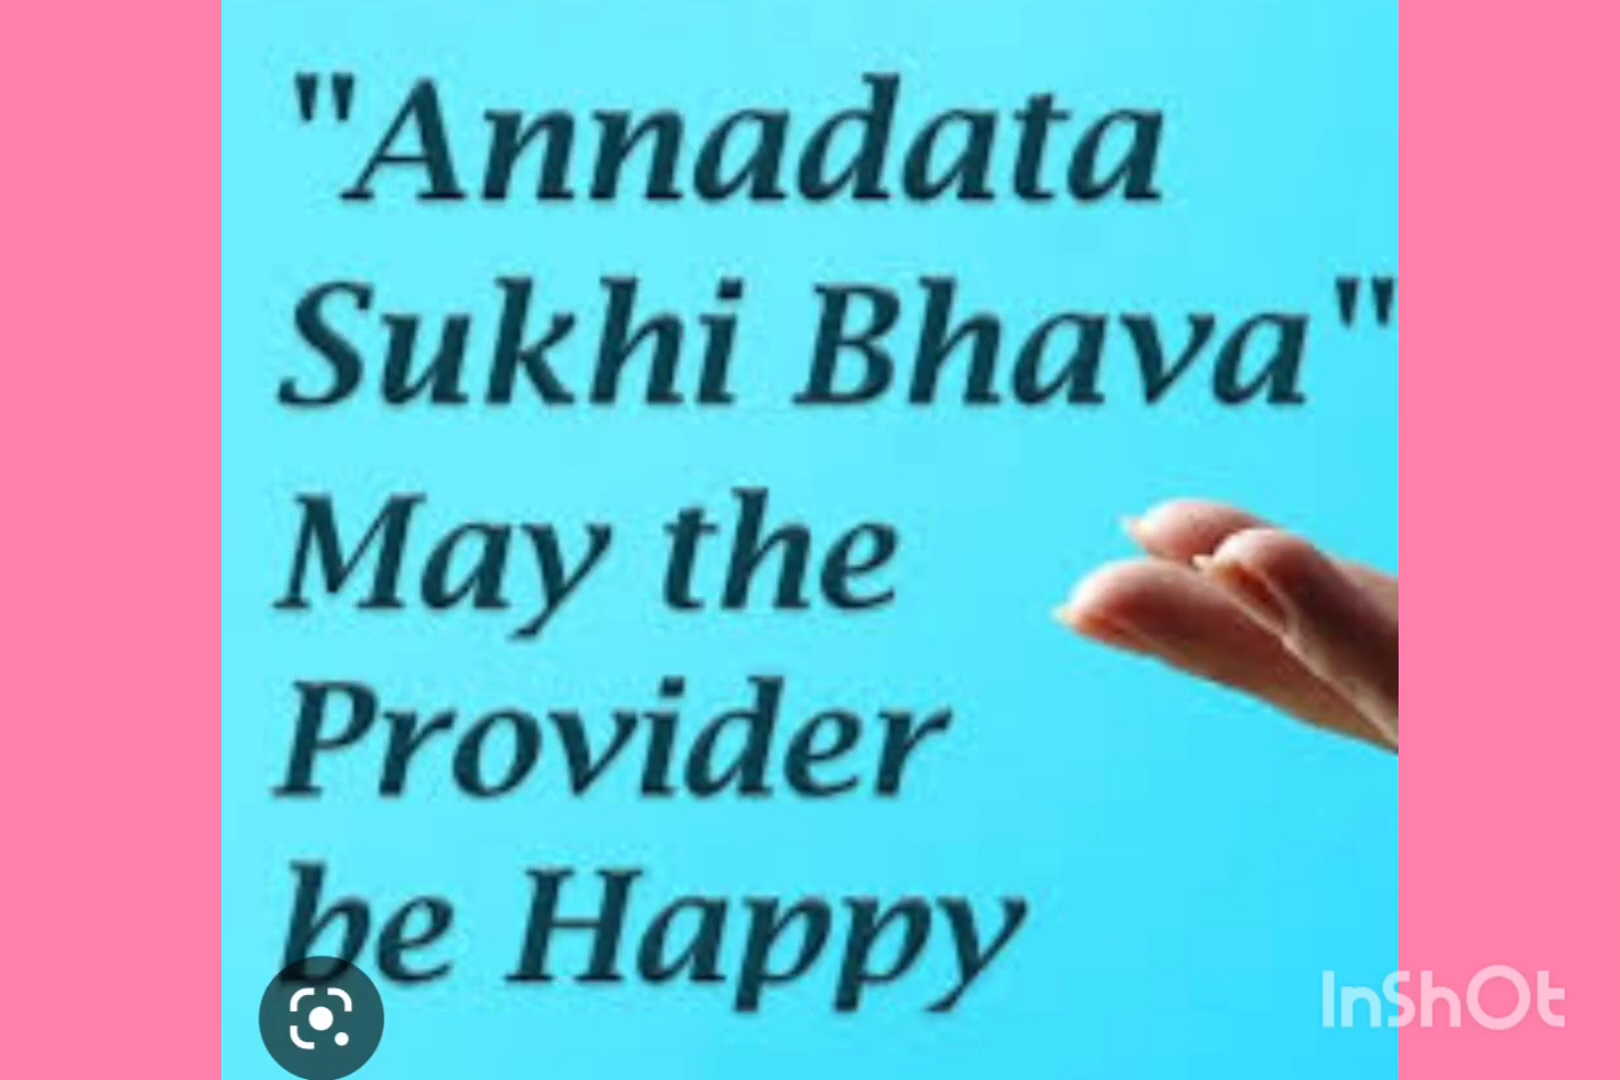 "Annadata
Sukhi Bhava"
May the
Provider
be Happy
InShOt